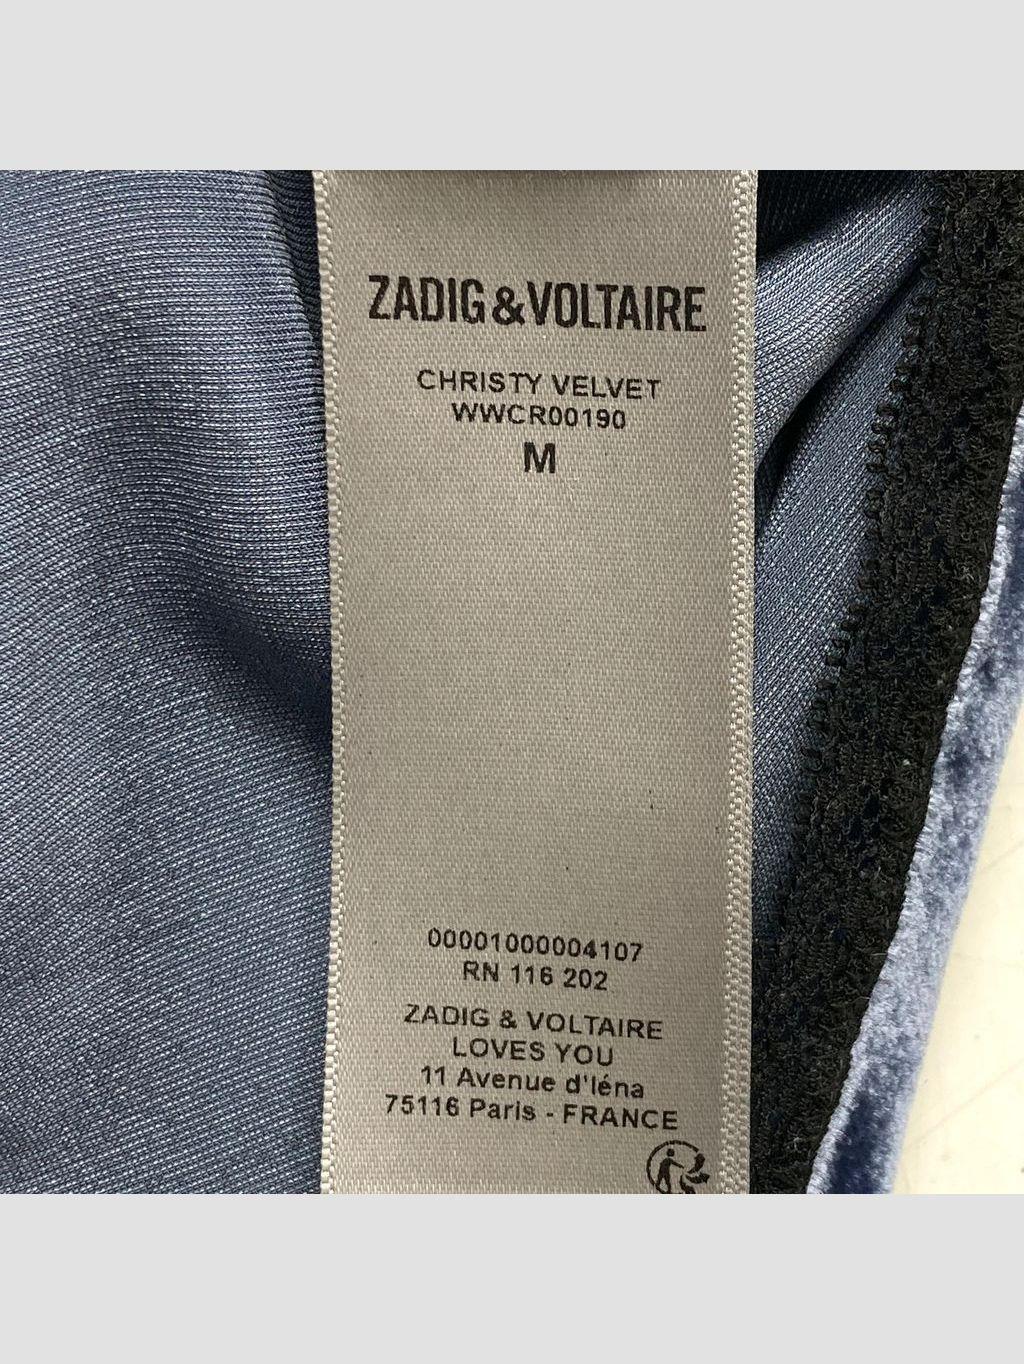 ZADIG & VOLTAIRE
CHRISTY VELVET
WWCR00190
M
00001000004107
RN 116 202
ZADIG & VOLTAIRE
LOVES YOU
11 Avenue d'Iéna
75116 Paris - FRANCE